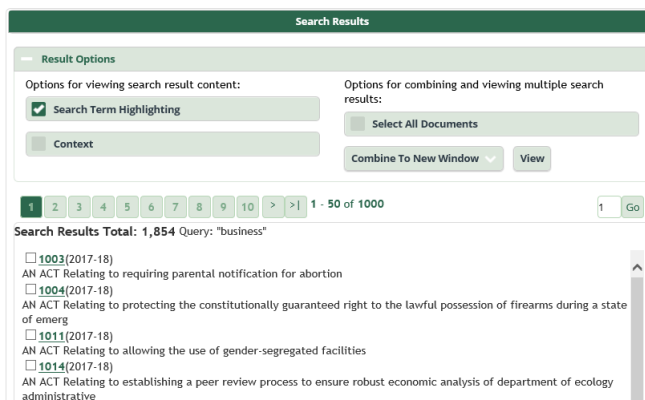 Search Results
Result Options
Options for viewing search result content:
Search Term Highlighting
Context
Options for combining and viewing multiple search
results:
Select All Documents
Combine To New Window
View
1 2 3 4 5 6 7 8 9 10 > >| 1 - 50 of 1000
1 Go
Search Results Total: 1,854 Query: "business"
1003(2017-18)
AN ACT Relating to requiring parental notification for abortion
1004(2017-18)
AN ACT Relating to protecting the constitutionally guaranteed right to the lawful possession of firearms during a state
of emerg
1011(2017-18)
AN ACT Relating to allowing the use of gender-segregated facilities
1014(2017-18)
AN ACT Relating to establishing a peer review process to ensure robust economic analysis of department of ecology
administrative